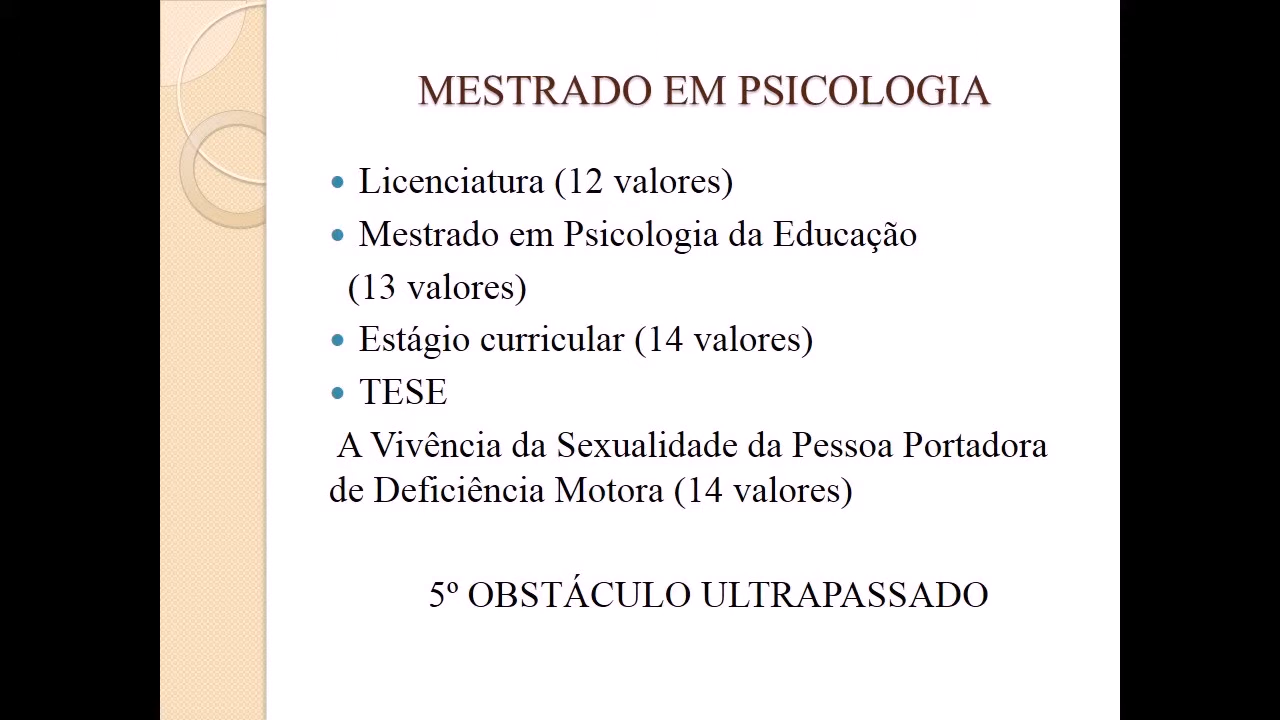 MESTRADO EM PSICOLOGIA
• Licenciatura (12 valores)
• Mestrado em Psicologia da Educação
(13 valores)
• Estágio curricular (14 valores)
• TESE
A Vivência da Sexualidade da Pessoa Portadora
de Deficiência Motora (14 valores)
5º OBSTÁCULO ULTRAPASSADO